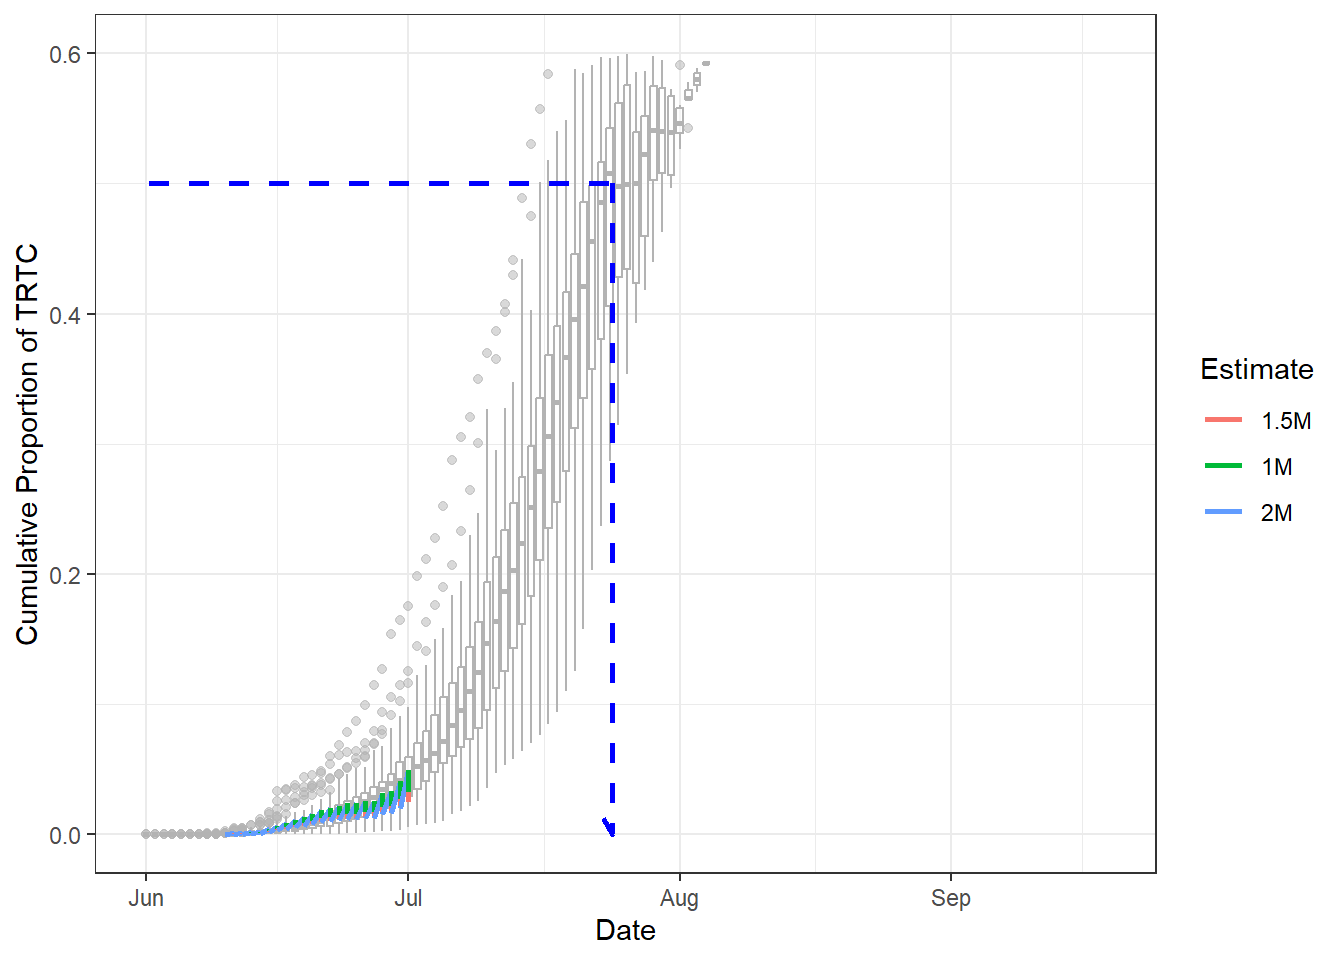 Cumulative Proportion of TRTC
0.6
0.4
0.2
0.0
Jun
Jul
Aug
Sep
Date
Estimate
1.5M
1M
2M